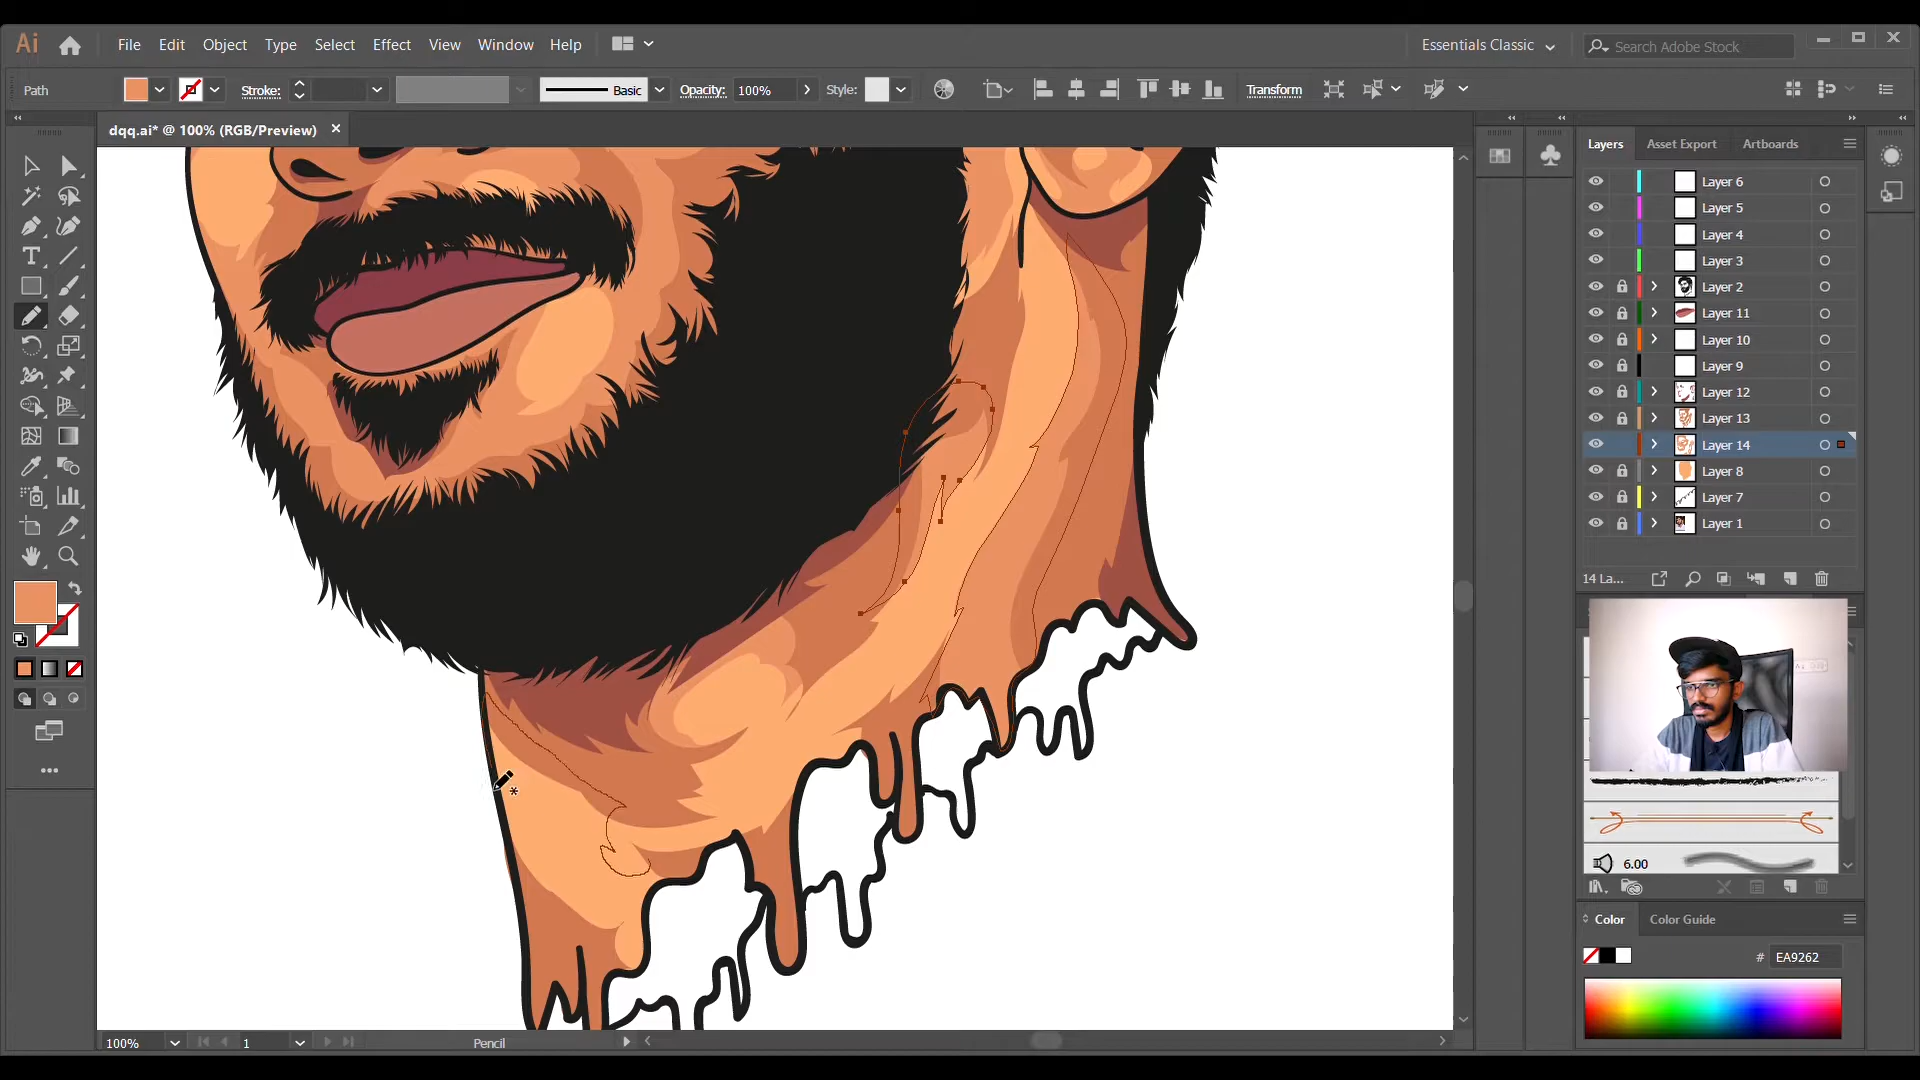 Ai File Edit Object Type Select Effect View Window Help Essentials Classic Search Adobe Stock
Path Stroke: Basic Opacity: 100% Style: Transform
dqq.ai* @ 100% (RGB/Preview) ×
Layers Asset Export Artboards
Layer 6
Layer 5
Layer 4
Layer 3
Layer 2
Layer 11
Layer 10
Layer 9
Layer 12
Layer 13
Layer 14
Layer 8
Layer 7
Layer 1
14 La...
6.00
Color Color Guide
# EA9262
100% 1 Pencil